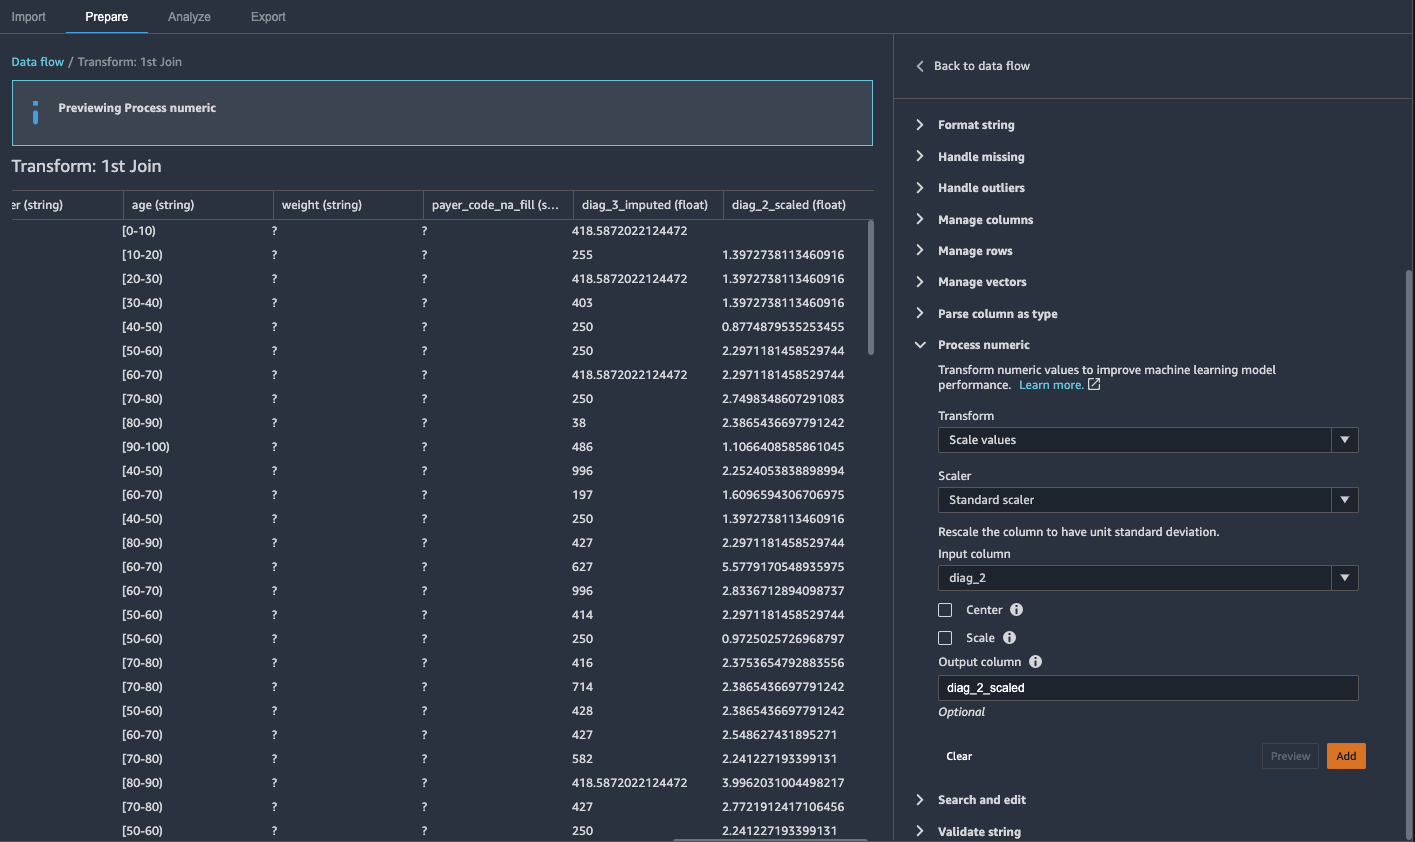 Import Prepare Analyze Export
Data flow / Transform: 1st Join
Previewing Process numeric
Transform: 1st Join
er (string) age (string) weight (string) payer_code_na_fill (s... diag_3_imputed (float) diag_2_scaled (float)
[0-10) ? ? 418.5872022124472
[10-20) ? ? 255 1.3972738113460916
[20-30) ? ? 418.5872022124472 1.3972738113460916
[30-40) ? ? 403 1.3972738113460916
[40-50) ? ? 250 0.8774879535253455
[50-60) ? ? 250 2.2971181458529744
[60-70) ? ? 418.5872022124472 2.2971181458529744
[70-80) ? ? 250 2.7498348607291083
[80-90) ? ? 38 2.3865436697791242
[90-100) ? ? 486 1.1066408585861045
[40-50) ? ? 996 2.2524053838898994
[60-70) ? ? 197 1.6096594306706975
[40-50) ? ? 250 1.3972738113460916
[80-90) ? ? 427 2.2971181458529744
[60-70) ? ? 627 5.5779170548935975
[60-70) ? ? 996 2.8336712894098737
[50-60) ? ? 414 2.2971181458529744
[50-60) ? ? 250 0.9725025726968797
[70-80) ? ? 416 2.3753654792883556
[70-80) ? ? 714 2.3865436697791242
[50-60) ? ? 428 2.3865436697791242
[60-70) ? ? 427 2.548627431895271
[70-80) ? ? 582 2.241227193399131
[80-90) ? ? 418.5872022124472 3.9962031004498217
[70-80) ? ? 427 2.7721912417106456
[50-60) ? ? 250 2.241227193399131
Back to data flow
Format string
Handle missing
Handle outliers
Manage columns
Manage rows
Manage vectors
Parse column as type
Process numeric
Transform numeric values to improve machine learning model
performance. Learn more.
Transform
Scale values
Scaler
Standard scaler
Rescale the column to have unit standard deviation.
Input column
diag_2
Center
Scale
Output column
diag_2_scaled
Optional
Clear Preview Add
Search and edit
Validate string